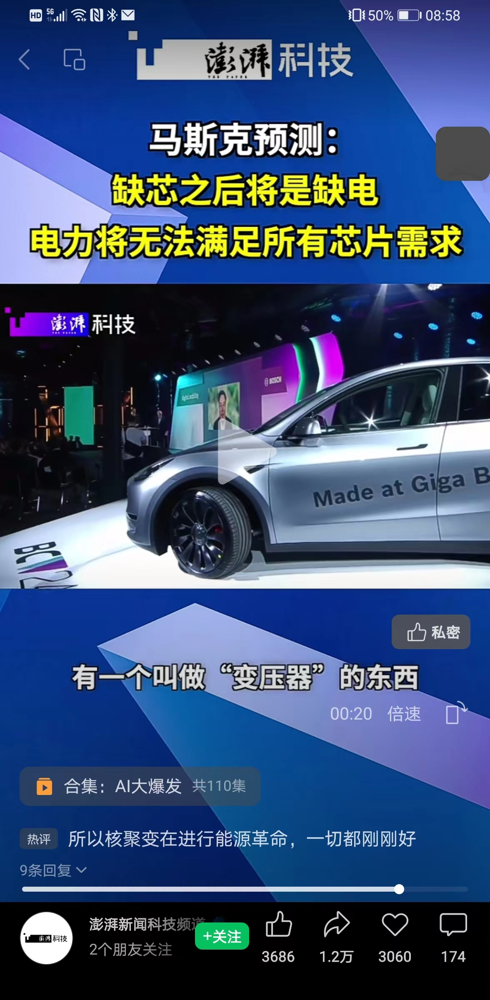 HD 5G 50% 08:58
澎湃 科技
THE PAPER
马斯克预测：
缺芯之后将是缺电
电力将无法满足所有芯片需求
澎湃 科技
THE PAPER
BOSCH
digital mobility
Made at Giga B
BC
2
私密
有一个叫做“变压器”的东西
00:20 倍速
合集：AI大爆发 共110集
热评 所以核聚变在进行能源革命，一切都刚刚好
9条回复
澎湃 科技
澎湃新闻科技频道
+关注
2个朋友关注
3686 1.2万 3060 174